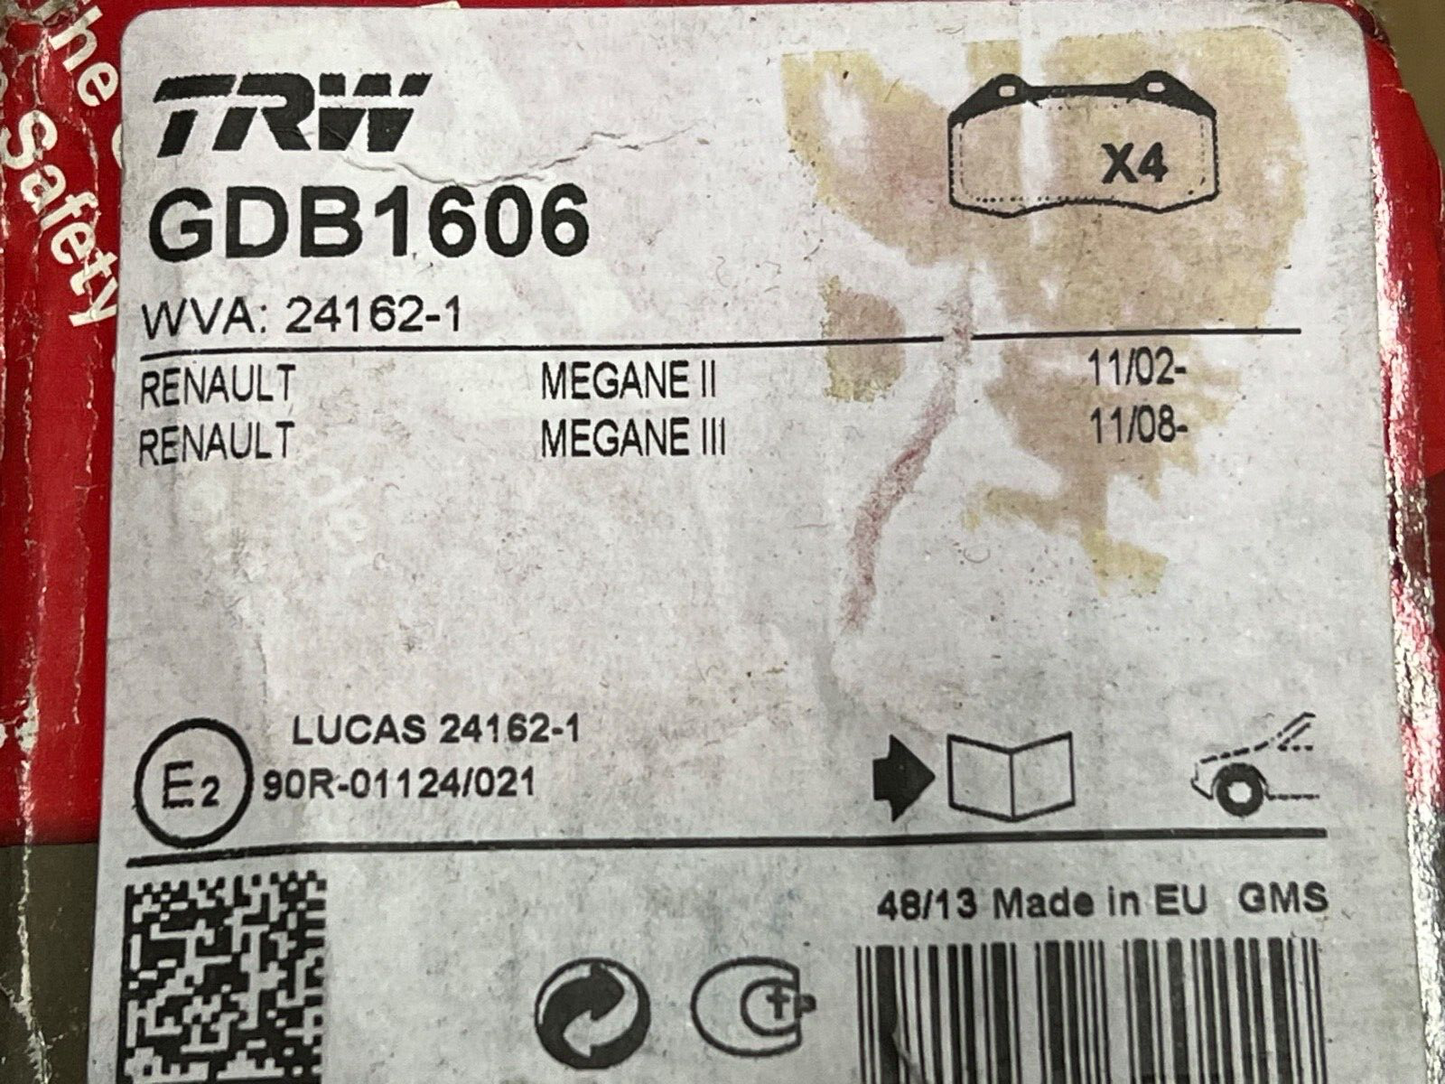 The
Safety
TRW
X4
GDB1606
WVA: 24162-1
RENAULT MEGANE II 11/02-
RENAULT MEGANE III 11/08-
LUCAS 24162-1
E2 90R-01124/021
48/13 Made in EU GMS